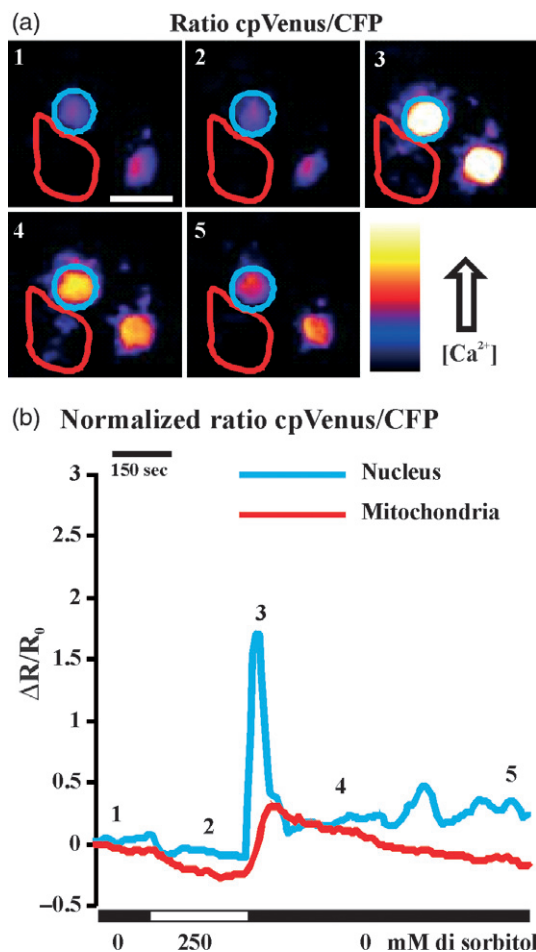 (a) Ratio cpVenus/CFP
1 2 3
4 5
[Ca²⁺]
(b) Normalized ratio cpVenus/CFP
150 sec
Nucleus
Mitochondria
3
2.5
2
1.5
1
0.5
0
−0.5
ΔR/R₀
1
2
3
4
5
0 250 0 mM di sorbitol